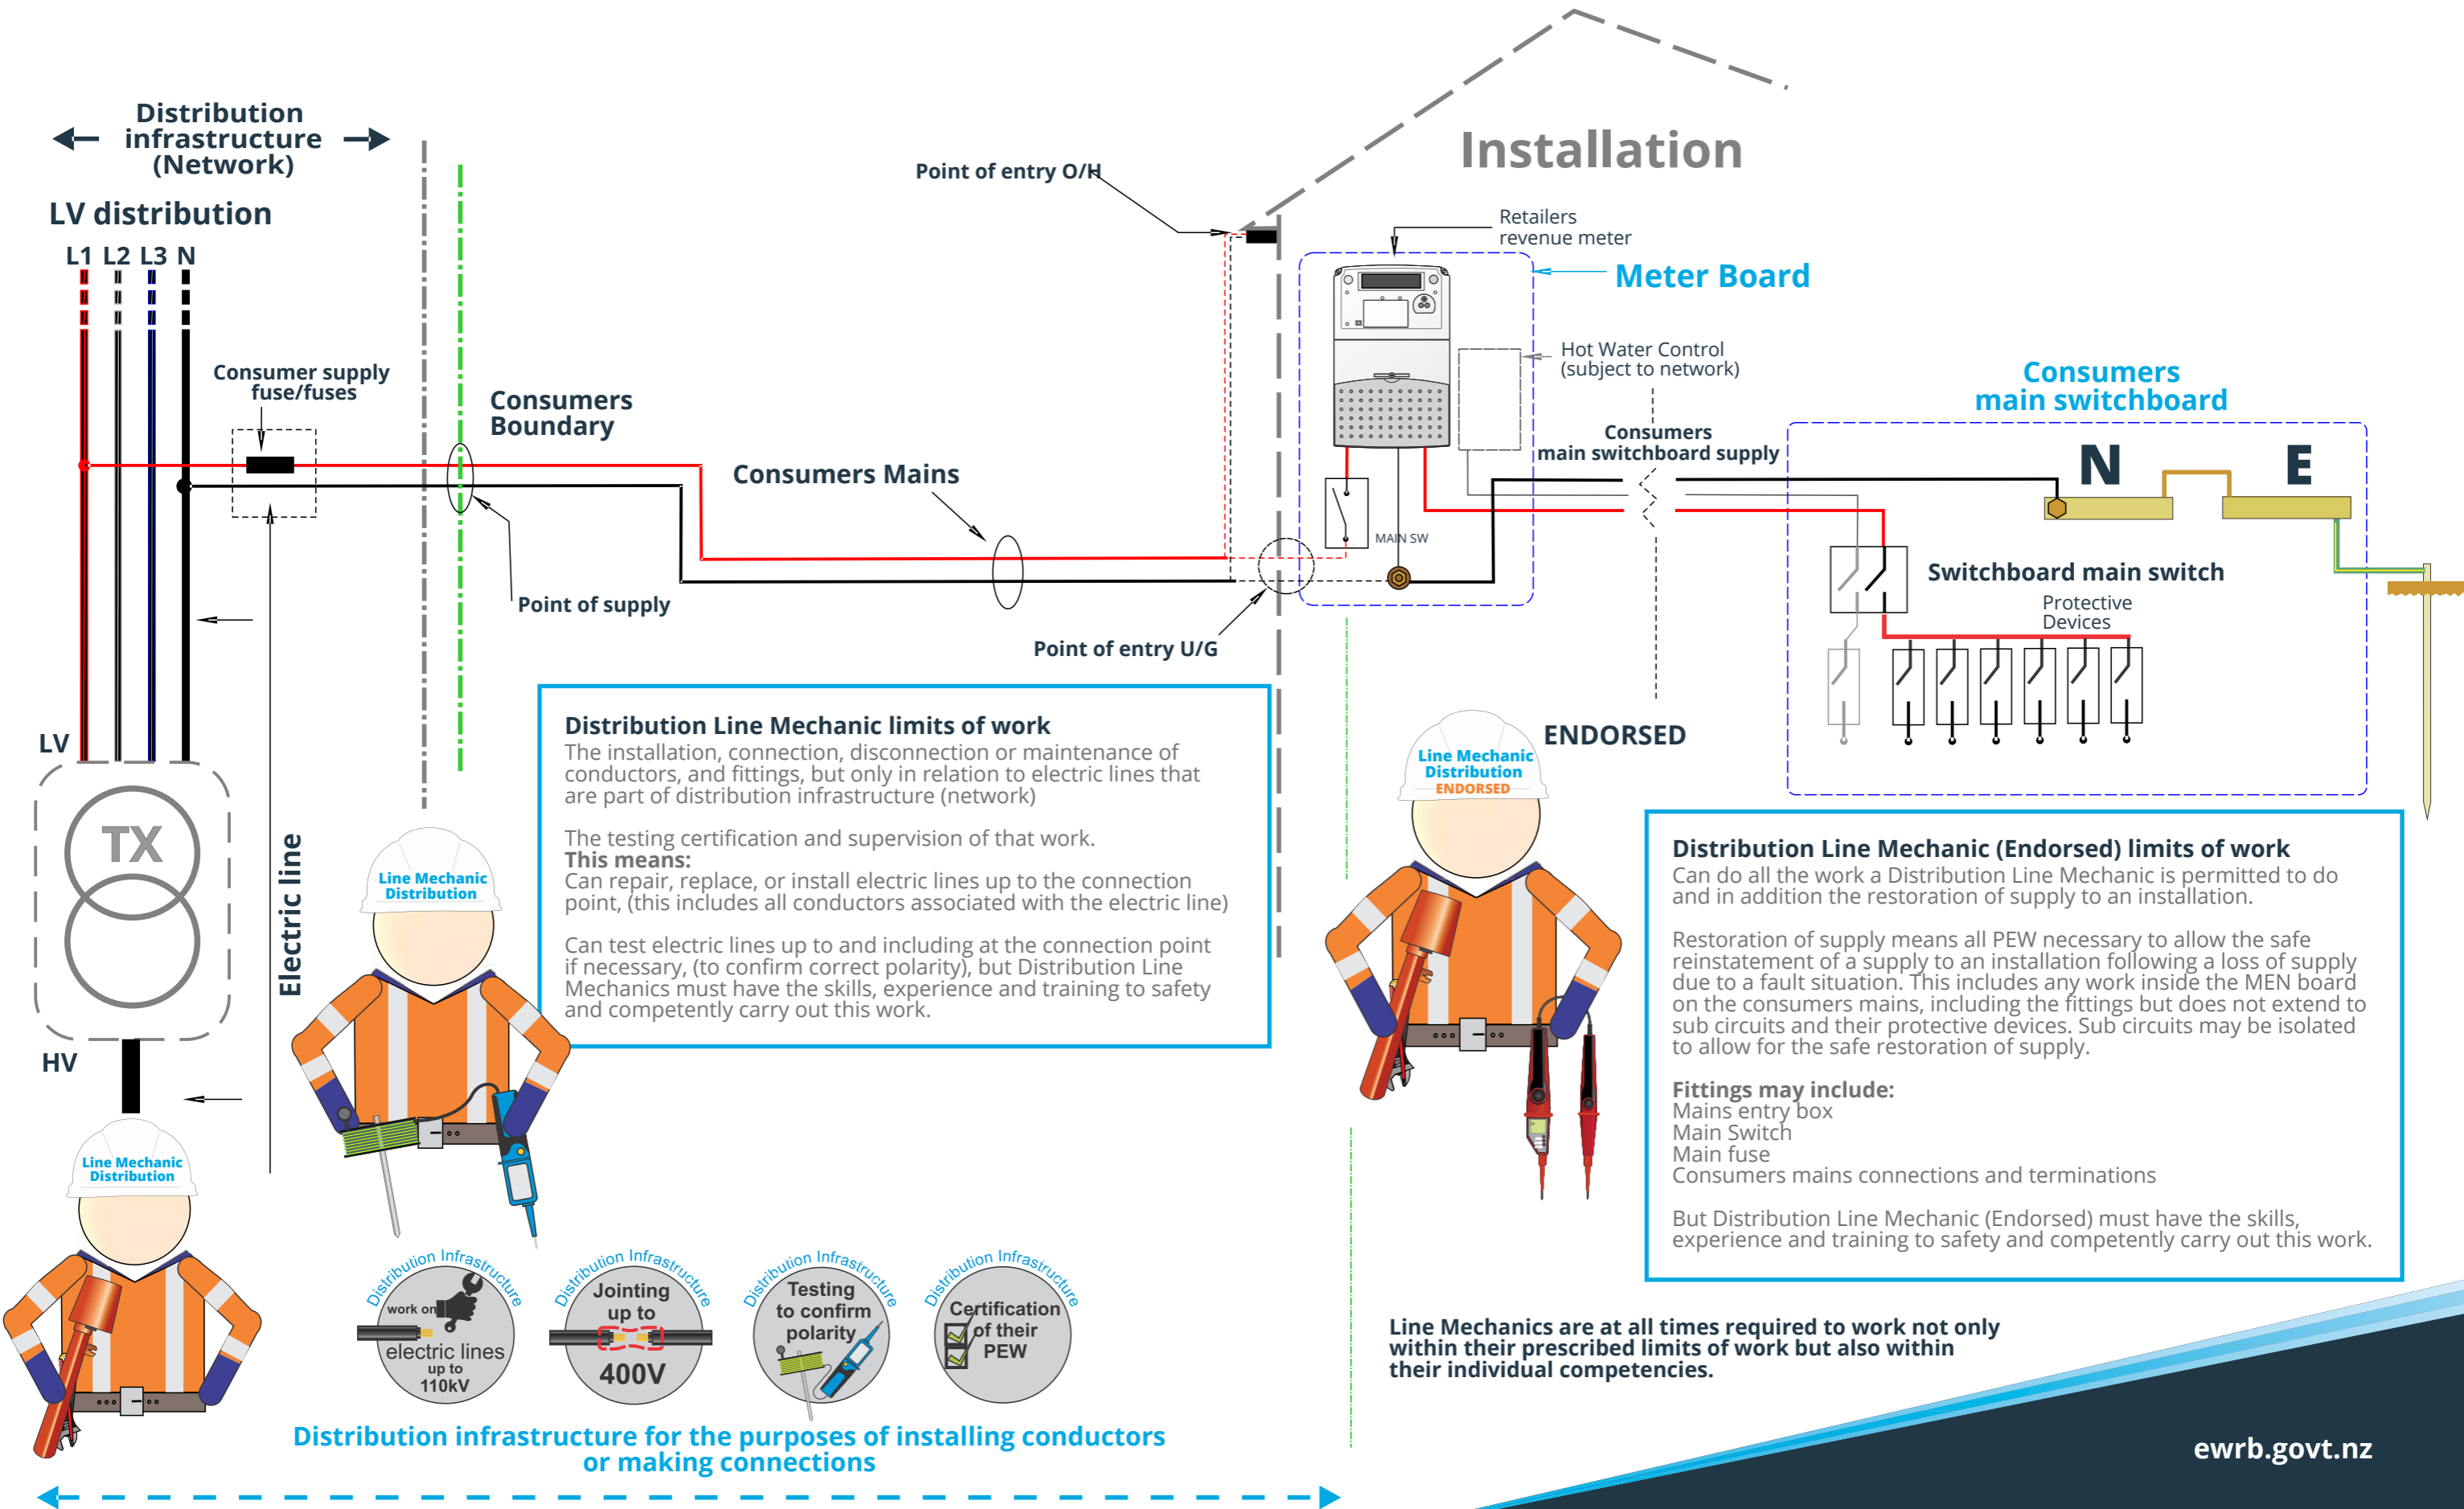 Distribution
infrastructure
(Network)
LV distribution
L1 L2 L3 N
Consumer supply
fuse/fuses
Consumers
Boundary
Point of supply
Consumers Mains
Point of entry O/H
Point of entry U/G
Installation
Retailers
revenue meter
Meter Board
Hot Water Control
(subject to network)
Consumers
main switchboard supply
MAIN SW
Consumers
main switchboard
N E
Switchboard main switch
Protective
Devices
LV
TX
HV
Electric line
Line Mechanic
Distribution
Line Mechanic
Distribution
Distribution Line Mechanic limits of work
The installation, connection, disconnection or maintenance of
conductors, and fittings, but only in relation to electric lines that
are part of distribution infrastructure (network)
The testing certification and supervision of that work.
This means:
Can repair, replace, or install electric lines up to the connection
point, (this includes all conductors associated with the electric line)
Can test electric lines up to and including at the connection point
if necessary, (to confirm correct polarity), but Distribution Line
Mechanics must have the skills, experience and training to safety
and competently carry out this work.
ENDORSED
Line Mechanic
Distribution
ENDORSED
Distribution Line Mechanic (Endorsed) limits of work
Can do all the work a Distribution Line Mechanic is permitted to do
and in addition the restoration of supply to an installation.
Restoration of supply means all PEW necessary to allow the safe
reinstatement of a supply to an installation following a loss of supply
due to a fault situation. This includes any work inside the MEN board
on the consumers mains, including the fittings but does not extend to
sub circuits and their protective devices. Sub circuits may be isolated
to allow for the safe restoration of supply.
Fittings may include:
Mains entry box
Main Switch
Main fuse
Consumers mains connections and terminations
But Distribution Line Mechanic (Endorsed) must have the skills,
experience and training to safety and competently carry out this work.
Distribution Infrastructure
work on
electric lines
up to
110kV
Distribution Infrastructure
Jointing
up to
400V
Distribution Infrastructure
Testing
to confirm
polarity
Distribution Infrastructure
Certification
of their
PEW
Distribution infrastructure for the purposes of installing conductors
or making connections
Line Mechanics are at all times required to work not only
within their prescribed limits of work but also within
their individual competencies.
ewrb.govt.nz